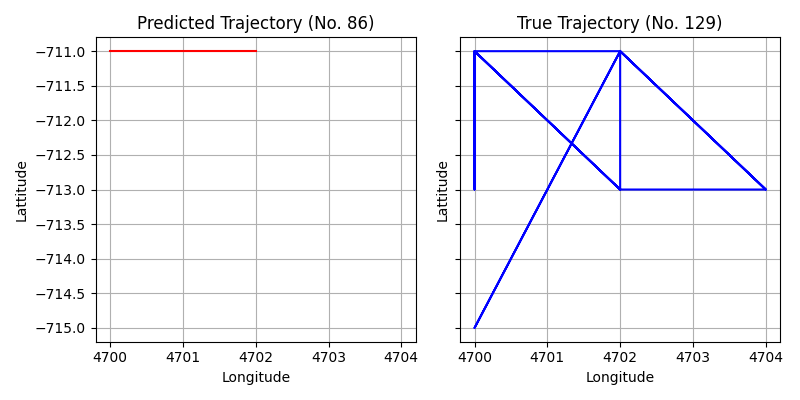 Predicted Trajectory (No. 86)
Lattitude
−711.0
−711.5
−712.0
−712.5
−713.0
−713.5
−714.0
−714.5
−715.0
4700 4701 4702 4703 4704
Longitude
True Trajectory (No. 129)
Lattitude
4700 4701 4702 4703 4704
Longitude